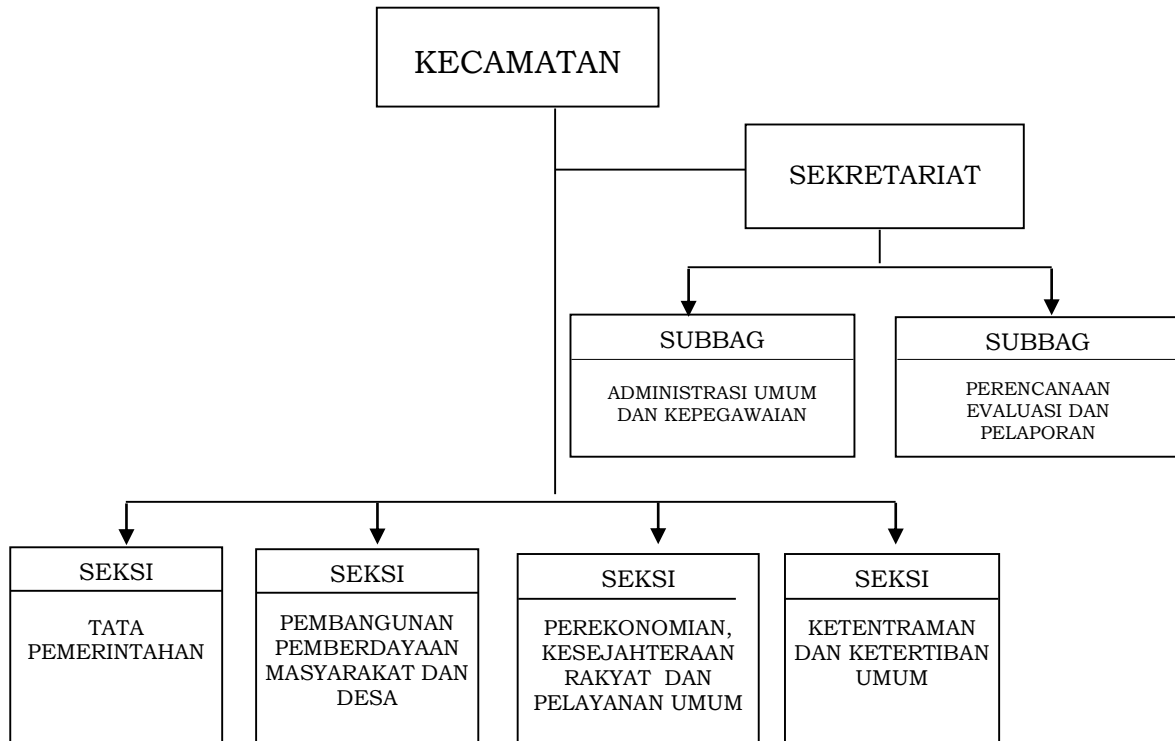 KECAMATAN
SEKRETARIAT
SUBBAG
ADMINISTRASI UMUM
DAN KEPEGAWAIAN
SUBBAG
PERENCANAAN
EVALUASI DAN
PELAPORAN
SEKSI
TATA
PEMERINTAHAN
SEKSI
PEMBANGUNAN
PEMBERDAYAAN
MASYARAKAT DAN
DESA
SEKSI
PEREKONOMIAN,
KESEJAHTERAAN
RAKYAT DAN
PELAYANAN UMUM
SEKSI
KETENTRAMAN
DAN KETERTIBAN
UMUM